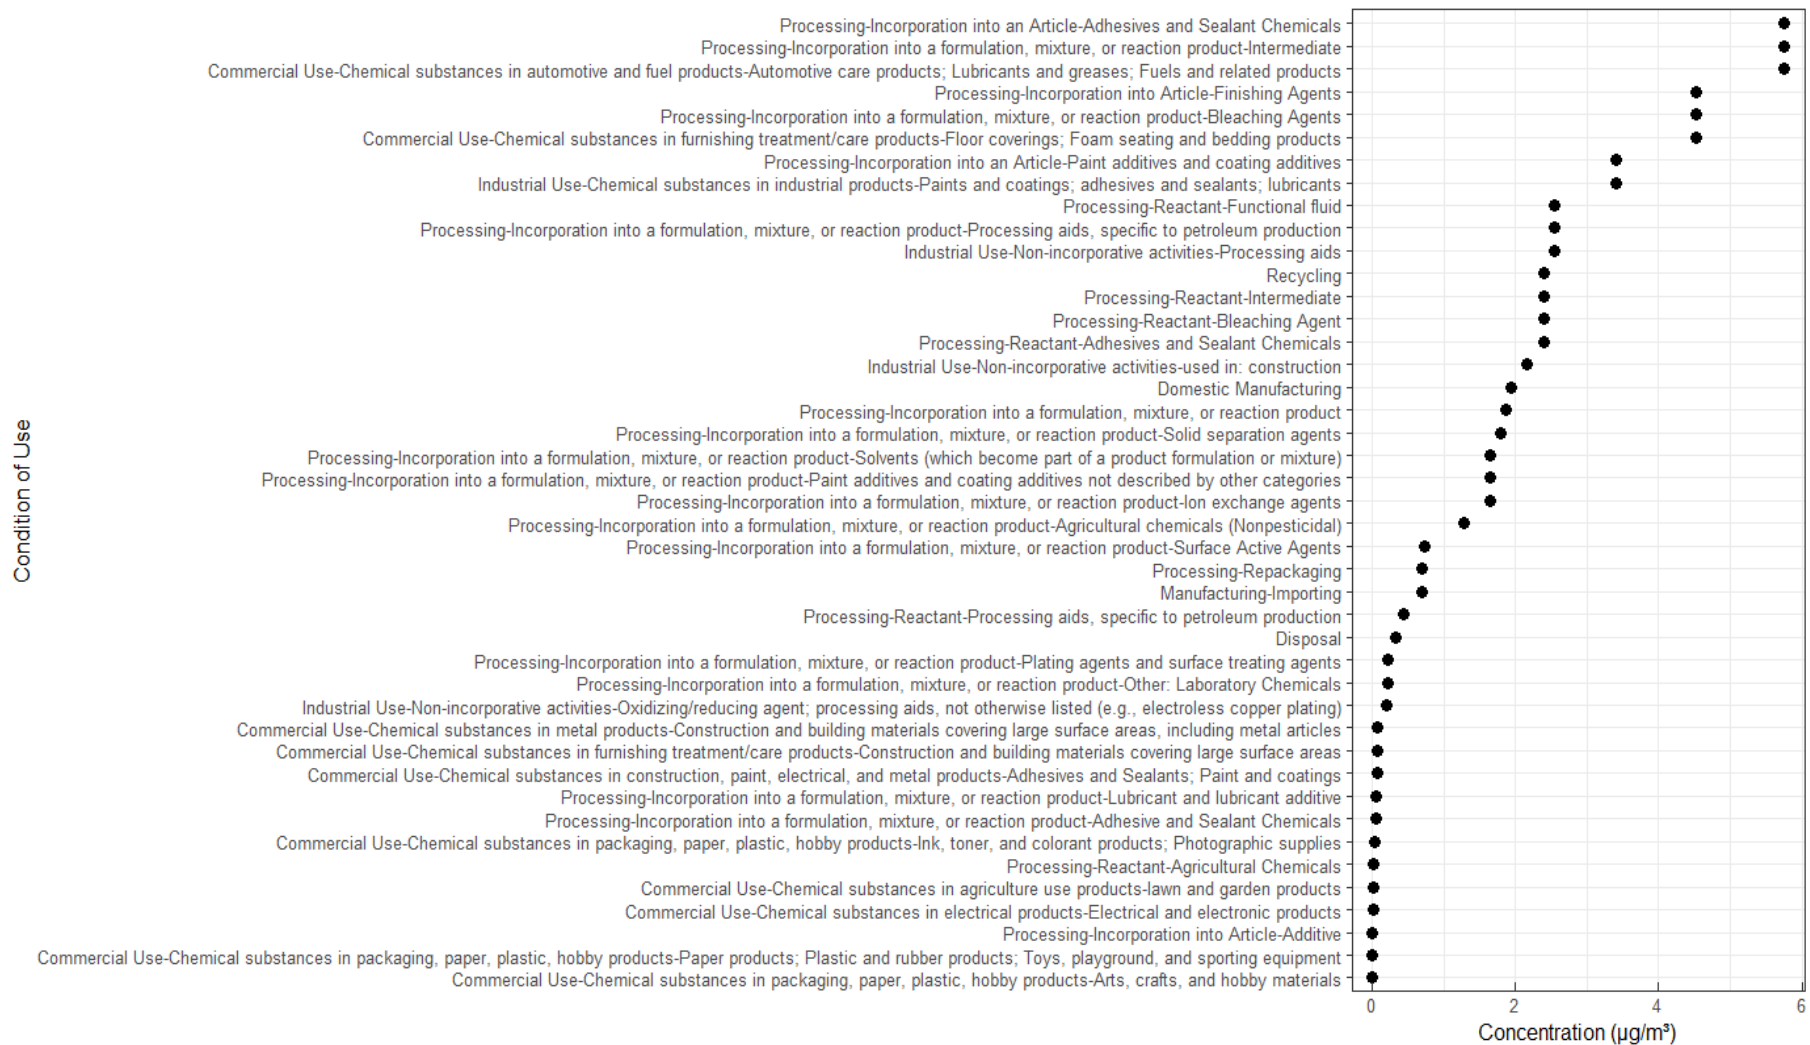 Processing-Incorporation into an Article-Adhesives and Sealant Chemicals
Processing-Incorporation into a formulation, mixture, or reaction product-Intermediate
Commercial Use-Chemical substances in automotive and fuel products-Automotive care products; Lubricants and greases; Fuels and related products
Processing-Incorporation into Article-Finishing Agents
Processing-Incorporation into a formulation, mixture, or reaction product-Bleaching Agents
Commercial Use-Chemical substances in furnishing treatment/care products-Floor coverings; Foam seating and bedding products
Processing-Incorporation into an Article-Paint additives and coating additives
Industrial Use-Chemical substances in industrial products-Paints and coatings; adhesives and sealants; lubricants
Processing-Reactant-Functional fluid
Processing-Incorporation into a formulation, mixture, or reaction product-Processing aids, specific to petroleum production
Industrial Use-Non-incorporative activities-Processing aids
Recycling
Processing-Reactant-Intermediate
Processing-Reactant-Bleaching Agent
Processing-Reactant-Adhesives and Sealant Chemicals
Industrial Use-Non-incorporative activities-used in: construction
Domestic Manufacturing
Processing-Incorporation into a formulation, mixture, or reaction product
Processing-Incorporation into a formulation, mixture, or reaction product-Solid separation agents
Processing-Incorporation into a formulation, mixture, or reaction product-Solvents (which become part of a product formulation or mixture)
Processing-Incorporation into a formulation, mixture, or reaction product-Paint additives and coating additives not described by other categories
Processing-Incorporation into a formulation, mixture, or reaction product-Ion exchange agents
Processing-Incorporation into a formulation, mixture, or reaction product-Agricultural chemicals (Nonpesticidal)
Processing-Incorporation into a formulation, mixture, or reaction product-Surface Active Agents
Processing-Repackaging
Manufacturing-Importing
Processing-Reactant-Processing aids, specific to petroleum production
Disposal
Processing-Incorporation into a formulation, mixture, or reaction product-Plating agents and surface treating agents
Processing-Incorporation into a formulation, mixture, or reaction product-Other: Laboratory Chemicals
Industrial Use-Non-incorporative activities-Oxidizing/reducing agent; processing aids, not otherwise listed (e.g., electroless copper plating)
Commercial Use-Chemical substances in metal products-Construction and building materials covering large surface areas, including metal articles
Commercial Use-Chemical substances in furnishing treatment/care products-Construction and building materials covering large surface areas
Commercial Use-Chemical substances in construction, paint, electrical, and metal products-Adhesives and Sealants; Paint and coatings
Processing-Incorporation into a formulation, mixture, or reaction product-Lubricant and lubricant additive
Processing-Incorporation into a formulation, mixture, or reaction product-Adhesive and Sealant Chemicals
Commercial Use-Chemical substances in packaging, paper, plastic, hobby products-Ink, toner, and colorant products; Photographic supplies
Processing-Reactant-Agricultural Chemicals
Commercial Use-Chemical substances in agriculture use products-lawn and garden products
Commercial Use-Chemical substances in electrical products-Electrical and electronic products
Processing-Incorporation into Article-Additive
Commercial Use-Chemical substances in packaging, paper, plastic, hobby products-Paper products; Plastic and rubber products; Toys, playground, and sporting equipment
Commercial Use-Chemical substances in packaging, paper, plastic, hobby products-Arts, crafts, and hobby materials
Condition of Use
0 2 4 6
Concentration (µg/m³)